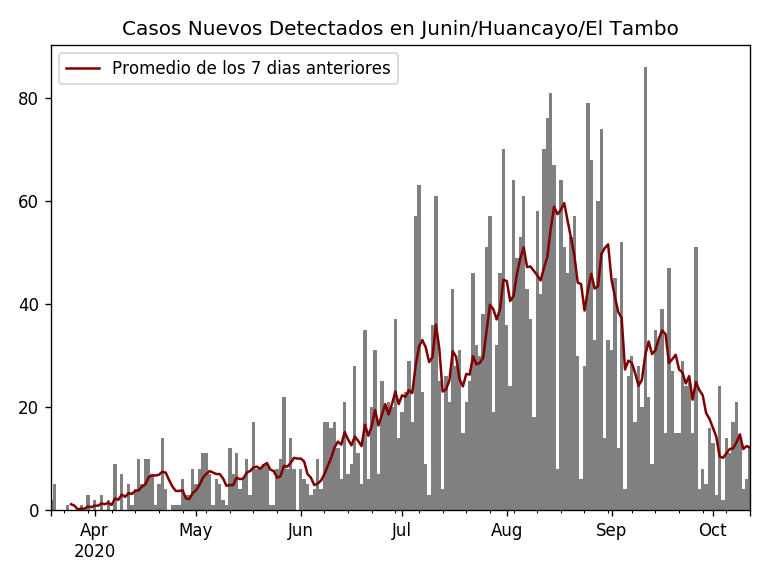 Casos Nuevos Detectados en Junin/Huancayo/El Tambo
Promedio de los 7 dias anteriores
80
60
40
20
0
Apr May Jun Jul Aug Sep Oct
2020